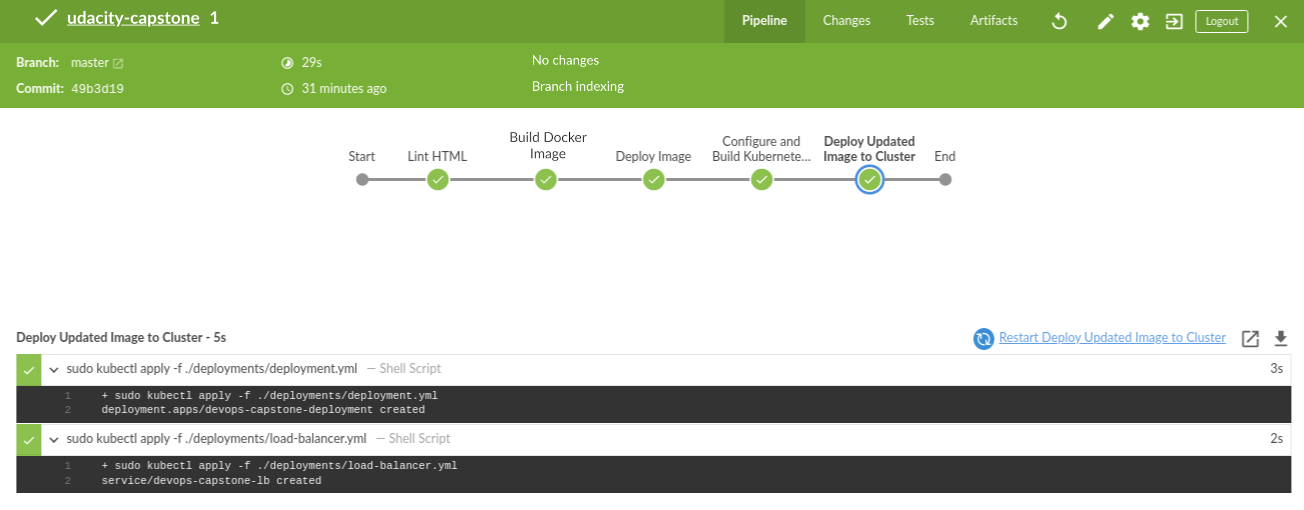 udacity-capstone 1
Pipeline Changes Tests Artifacts Logout
Branch: master 29s No changes
Commit: 49b3d19 31 minutes ago Branch indexing
Start
Lint HTML
Build Docker
Image
Deploy Image
Configure and
Build Kubernete...
Deploy Updated
Image to Cluster
End
Deploy Updated Image to Cluster - 5s
Restart Deploy Updated Image to Cluster
sudo kubectl apply -f ./deployments/deployment.yml — Shell Script 3s
1 + sudo kubectl apply -f ./deployments/deployment.yml
2 deployment.apps/devops-capstone-deployment created
sudo kubectl apply -f ./deployments/load-balancer.yml — Shell Script 2s
1 + sudo kubectl apply -f ./deployments/load-balancer.yml
2 service/devops-capstone-lb created